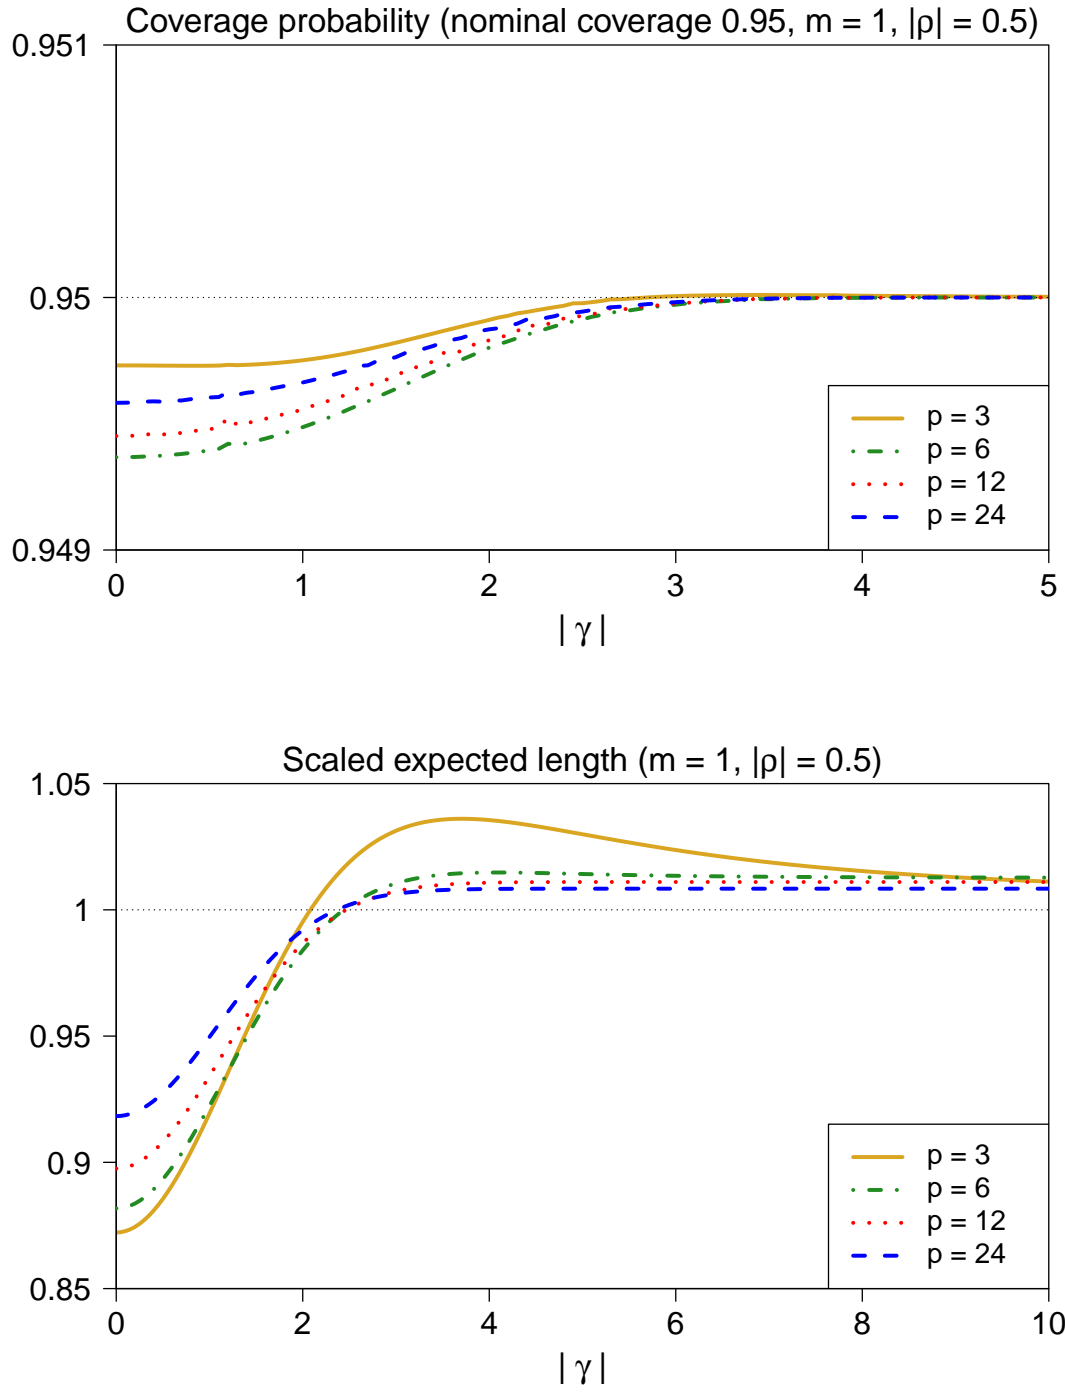 Coverage probability (nominal coverage 0.95, m = 1, |ρ| = 0.5)
0.951
0.95
0.949
p = 3
p = 6
p = 12
p = 24
0 1 2 3 4 5
| γ |
Scaled expected length (m = 1, |ρ| = 0.5)
1.05
1
0.95
0.9
0.85
p = 3
p = 6
p = 12
p = 24
0 2 4 6 8 10
| γ |